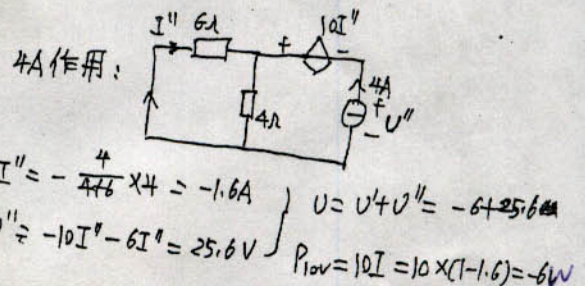 I" 6Ω + 10I" -
4A作用:
4Ω
4A
+
U"
-
I" = - 4/4+6 ×4 = -1.6A
U" = -10I" - 6I" = 25.6V
U = U' + U" = -6+25.6
P10V = 10I = 10×(1-1.6) = -6W